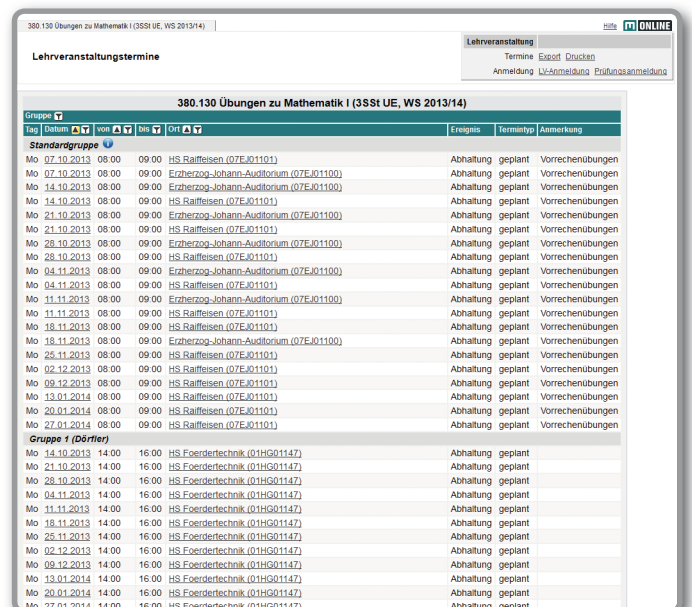 380.130 Übungen zu Mathematik I (3SSt UE, WS 2013/14)
Hilfe ONLINE
Lehrveranstaltung
Lehrveranstaltungstermine
Termine Export Drucken
Anmeldung LV-Anmeldung Prüfungsanmeldung
380.130 Übungen zu Mathematik I (3SSt UE, WS 2013/14)
Gruppe
Tag Datum von bis Ort Ereignis Termintyp Anmerkung
Standardgruppe
Mo 07.10.2013 08:00 09:00 HS Raiffeisen (07EJ01101) Abhaltung geplant Vorrechenübungen
Mo 07.10.2013 08:00 09:00 Erzherzog-Johann-Auditorium (07EJ01100) Abhaltung geplant Vorrechenübungen
Mo 14.10.2013 08:00 09:00 Erzherzog-Johann-Auditorium (07EJ01100) Abhaltung geplant Vorrechenübungen
Mo 14.10.2013 08:00 09:00 HS Raiffeisen (07EJ01101) Abhaltung geplant Vorrechenübungen
Mo 21.10.2013 08:00 09:00 Erzherzog-Johann-Auditorium (07EJ01100) Abhaltung geplant Vorrechenübungen
Mo 21.10.2013 08:00 09:00 HS Raiffeisen (07EJ01101) Abhaltung geplant Vorrechenübungen
Mo 28.10.2013 08:00 09:00 Erzherzog-Johann-Auditorium (07EJ01100) Abhaltung geplant Vorrechenübungen
Mo 28.10.2013 08:00 09:00 HS Raiffeisen (07EJ01101) Abhaltung geplant Vorrechenübungen
Mo 04.11.2013 08:00 09:00 Erzherzog-Johann-Auditorium (07EJ01100) Abhaltung geplant Vorrechenübungen
Mo 04.11.2013 08:00 09:00 HS Raiffeisen (07EJ01101) Abhaltung geplant Vorrechenübungen
Mo 11.11.2013 08:00 09:00 Erzherzog-Johann-Auditorium (07EJ01100) Abhaltung geplant Vorrechenübungen
Mo 11.11.2013 08:00 09:00 HS Raiffeisen (07EJ01101) Abhaltung geplant Vorrechenübungen
Mo 18.11.2013 08:00 09:00 HS Raiffeisen (07EJ01101) Abhaltung geplant Vorrechenübungen
Mo 18.11.2013 08:00 09:00 Erzherzog-Johann-Auditorium (07EJ01100) Abhaltung geplant Vorrechenübungen
Mo 25.11.2013 08:00 09:00 HS Raiffeisen (07EJ01101) Abhaltung geplant Vorrechenübungen
Mo 02.12.2013 08:00 09:00 HS Raiffeisen (07EJ01101) Abhaltung geplant Vorrechenübungen
Mo 09.12.2013 08:00 09:00 HS Raiffeisen (07EJ01101) Abhaltung geplant Vorrechenübungen
Mo 13.01.2014 08:00 09:00 HS Raiffeisen (07EJ01101) Abhaltung geplant Vorrechenübungen
Mo 20.01.2014 08:00 09:00 HS Raiffeisen (07EJ01101) Abhaltung geplant Vorrechenübungen
Mo 27.01.2014 08:00 09:00 HS Raiffeisen (07EJ01101) Abhaltung geplant Vorrechenübungen
Gruppe 1 (Dörfler)
Mo 14.10.2013 14:00 16:00 HS Foerdertechnik (01HG01147) Abhaltung geplant
Mo 21.10.2013 14:00 16:00 HS Foerdertechnik (01HG01147) Abhaltung geplant
Mo 28.10.2013 14:00 16:00 HS Foerdertechnik (01HG01147) Abhaltung geplant
Mo 04.11.2013 14:00 16:00 HS Foerdertechnik (01HG01147) Abhaltung geplant
Mo 11.11.2013 14:00 16:00 HS Foerdertechnik (01HG01147) Abhaltung geplant
Mo 18.11.2013 14:00 16:00 HS Foerdertechnik (01HG01147) Abhaltung geplant
Mo 25.11.2013 14:00 16:00 HS Foerdertechnik (01HG01147) Abhaltung geplant
Mo 02.12.2013 14:00 16:00 HS Foerdertechnik (01HG01147) Abhaltung geplant
Mo 09.12.2013 14:00 16:00 HS Foerdertechnik (01HG01147) Abhaltung geplant
Mo 13.01.2014 14:00 16:00 HS Foerdertechnik (01HG01147) Abhaltung geplant
Mo 20.01.2014 14:00 16:00 HS Foerdertechnik (01HG01147) Abhaltung geplant
Mo 27.01.2014 14:00 16:00 HS Foerdertechnik (01HG01147) Abhaltung geplant